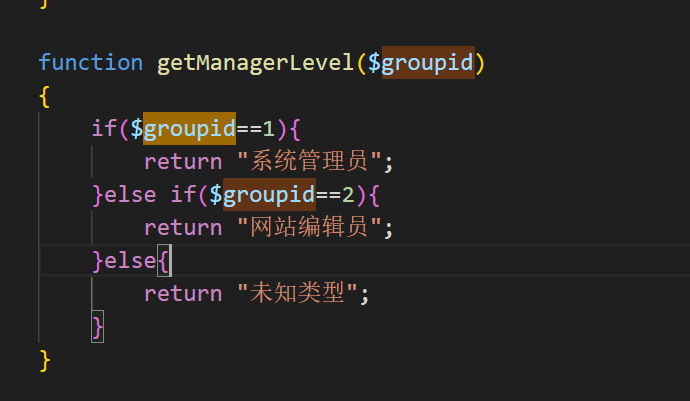 }
function getManagerLevel($groupid)
{
if($groupid==1){
return "系统管理员";
}else if($groupid==2){
return "网站编辑员";
}else{
return "未知类型";
}
}